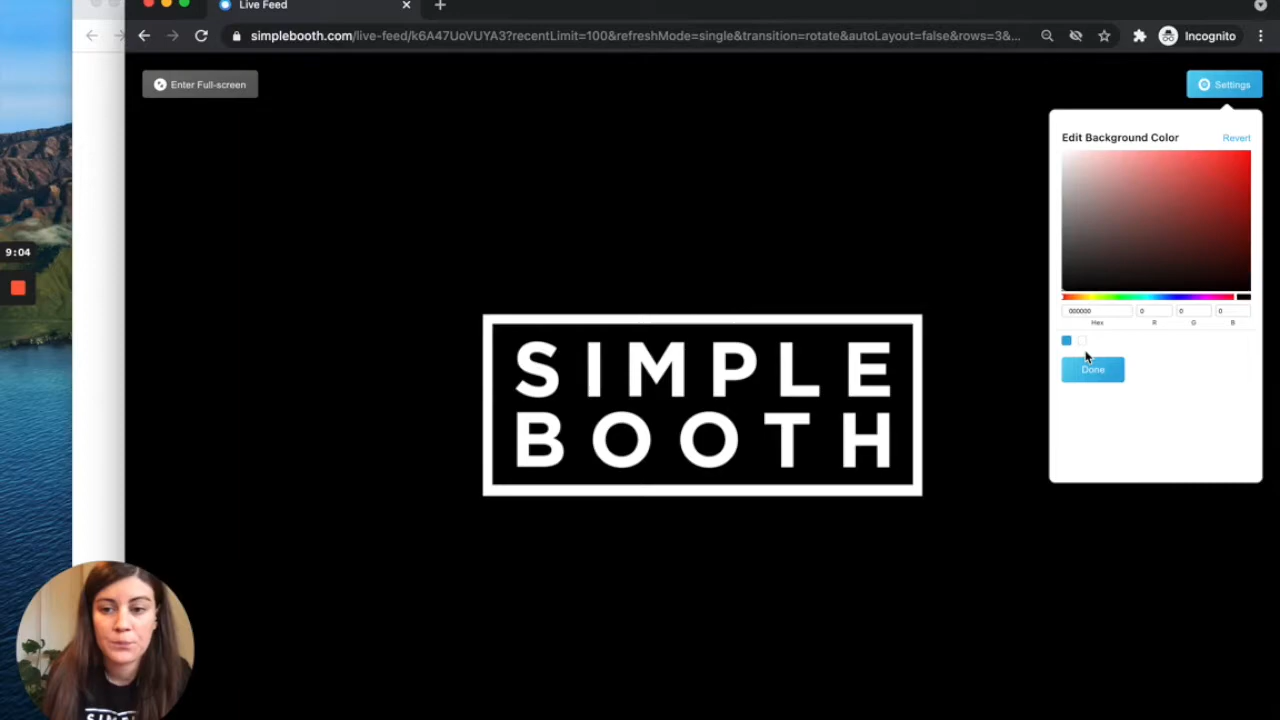 Live Feed
simplebooth.com/live-feed/k6A47UoVUYA3?recentLimit=100&refreshMode=single&transition=rotate&autoLayout=false&rows=3&...
Incognito
Enter Full-screen
Settings
Edit Background Color
Revert
9:04
000000
0
0
0
Hex
R
G
B
Done
SIMPLE
BOOTH